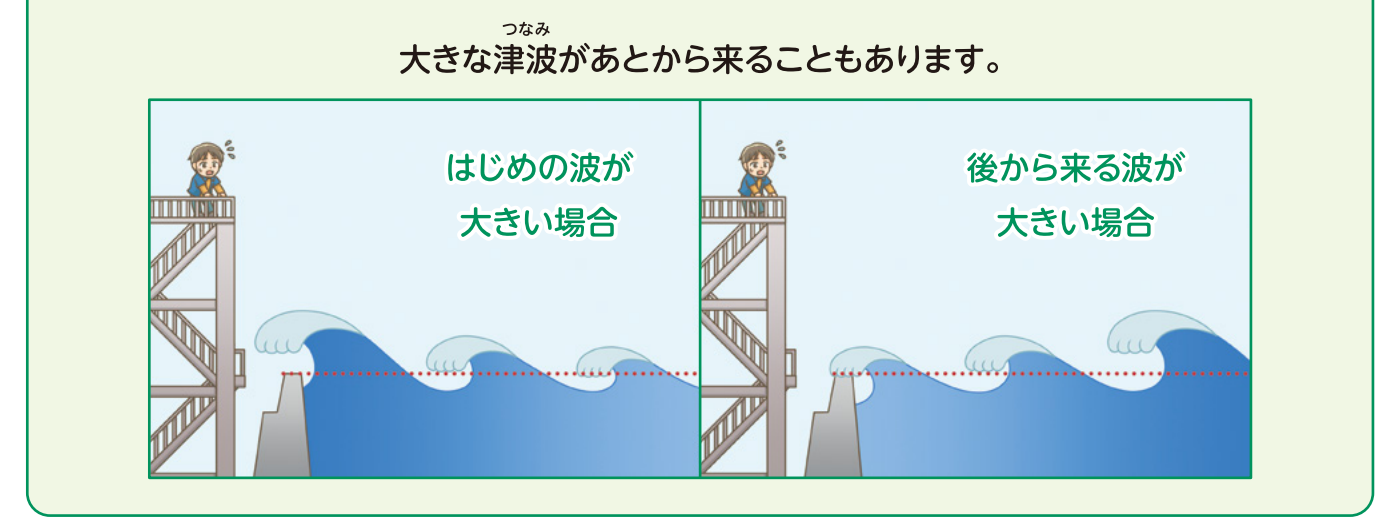 つなみ
大きな津波があとから来ることもあります。
はじめの波が
大きい場合
後から来る波が
大きい場合